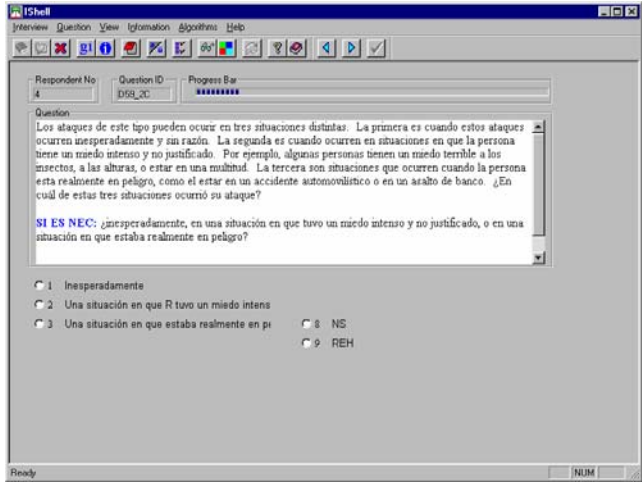 IShell
Interview Question View Information Algorithms Help
Respondent No
4
Question ID
D59_2C
Progress Bar
Question
Los ataques de este tipo pueden ocurir en tres situaciones distintas. La primera es cuando estos ataques
ocurren inesperadamente y sin razón. La segunda es cuando ocurren en situaciones en que la persona
tiene un miedo intenso y no justificado. Por ejemplo, algunas personas tienen un miedo terrible a los
insectos, a las alturas, o estar en una multitud. La tercera son situaciones que ocurren cuando la persona
esta realmente en peligro, como el estar en un accidente automovilístico o en un asalto de banco. ¿En
cuál de estas tres situaciones ocurrió su ataque?
SI ES NEC: ¿inesperadamente, en una situación en que tuvo un miedo intenso y no justificado, o en una
situación en que estaba realmente en peligro?
1 Inesperadamente
2 Una situación en que R tuvo un miedo intens
3 Una situación en que estaba realmente en pe
8 NS
9 REH
Ready
NUM